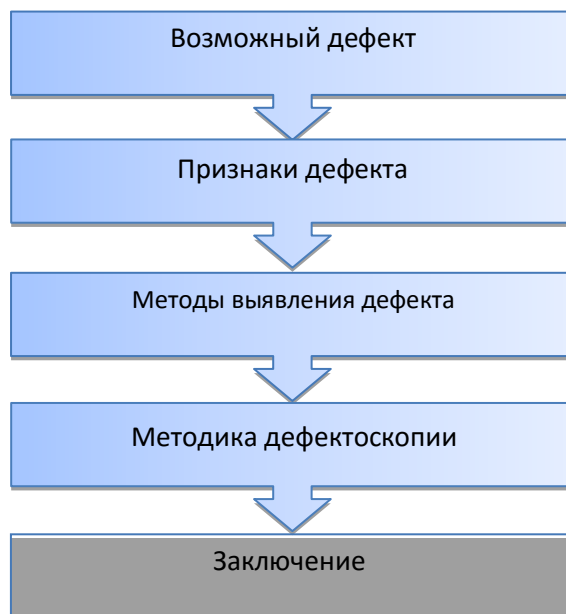 Возможный дефект
Признаки дефекта
Методы выявления дефекта
Методика дефектоскопии
Заключение